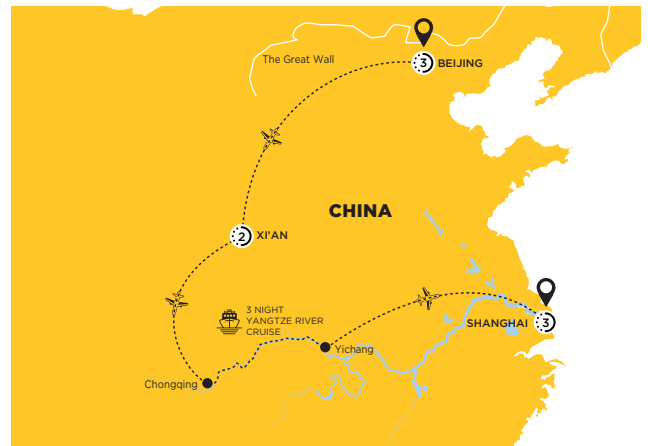 The Great Wall
3 BEIJING
CHINA
2 XI'AN
3 NIGHT
YANGTZE RIVER
CRUISE
SHANGHAI 3
Yichang
Chongqing